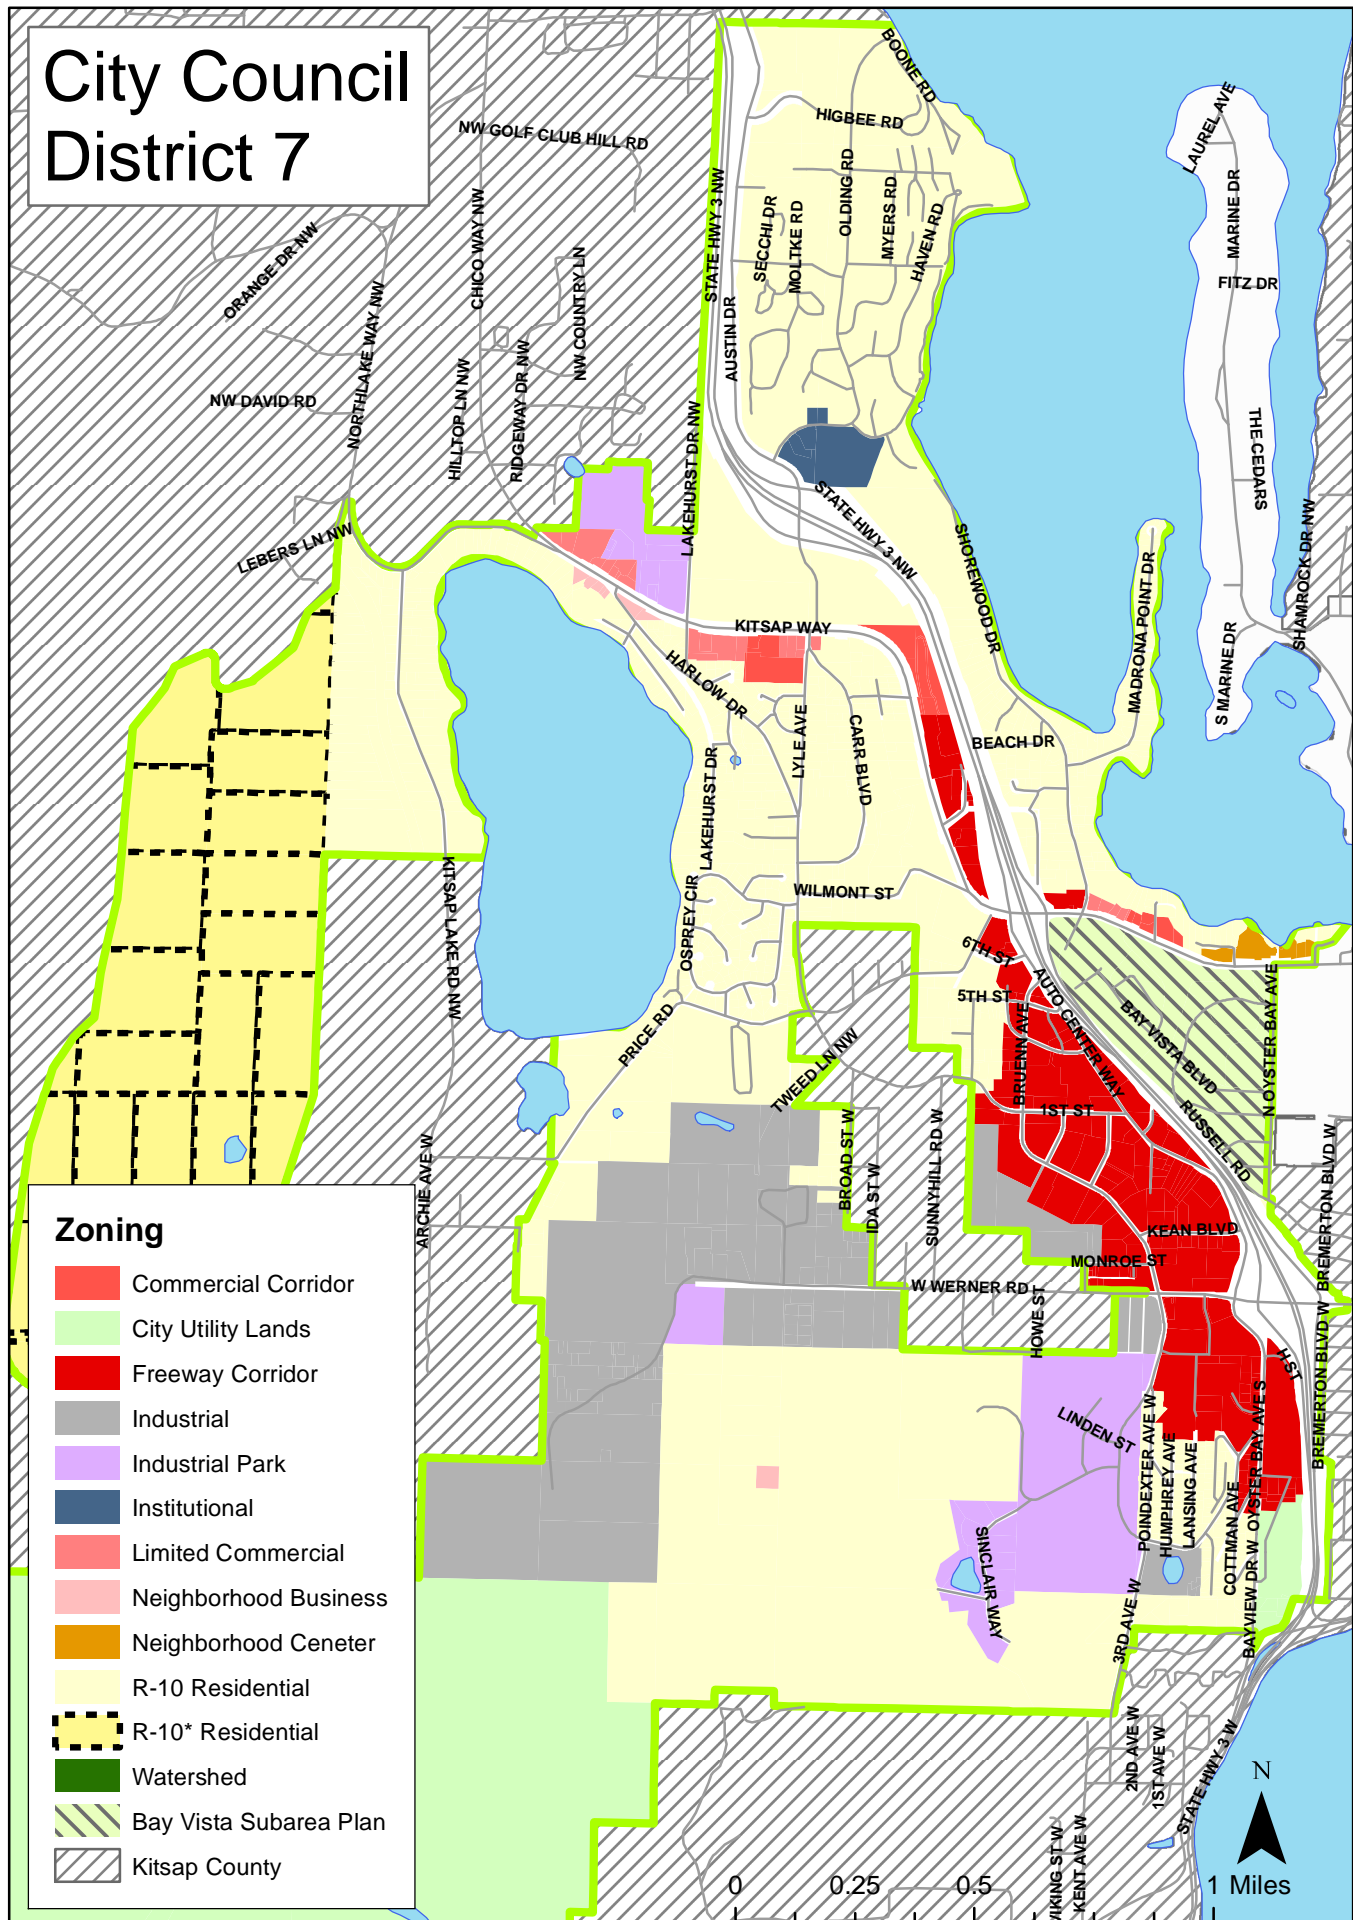 City Council
District 7
BOONE RD
HIGBEE RD
NW GOLF CLUB HILL RD
LAUREL AVE
MARINE DR
FITZ DR
ORANGE DR NW
CHICO WAY NW
NW COUNTRY LN
STATE HWY 3 NW
SECCHI DR
MOLTKE RD
OLDING RD
MYERS RD
HAVEN RD
NORTHLAKE WAY NW
AUSTIN DR
NW DAVID RD
HILLTOP LN NW
RIDGEWAY DR NW
LAKEHURST DR NW
THE CEDARS
STATE HWY 3 NW
SHOREWOOD DR
LEBERS LN NW
MADRONA POINT DR
SHAMROCK DR NW
S MARINE DR
KITSAP WAY
HARLOW DR
LYLE AVE
CARR BLVD
BEACH DR
LAKEHURST DR
KITSAP LAKE RD NW
OSPREY CIR
WILMONT ST
6TH ST
5TH ST
AUTO CENTER WAY
BAY VISTA BLVD
N OYSTER BAY AVE
PRICE RD
TWEED LN NW
BRUENN AVE
1ST ST
RUSSELL RD
ARCHIE AVE W
BROAD ST W
IDA ST W
SUNNYHILL RD W
BREMERTON BLVD W
KEAN BLVD
MONROE ST
W WERNER RD
HOWE ST
H ST
BREMERTON BLVD W
LINDEN ST
POINDEXTER AVE W
HUMPHREY AVE
LANSING AVE
COTTMAN AVE
OYSTER BAY AVE S
BAYVIEW DR W
SINCLAIR WAY
3RD AVE W
2ND AVE W
1ST AVE W
STATE HWY 3 W
VIKING ST W
KENT AVE W
Zoning
Commercial Corridor
City Utility Lands
Freeway Corridor
Industrial
Industrial Park
Institutional
Limited Commercial
Neighborhood Business
Neighborhood Ceneter
R-10 Residential
R-10* Residential
Watershed
Bay Vista Subarea Plan
Kitsap County
N
0 0.25 0.5 1 Miles